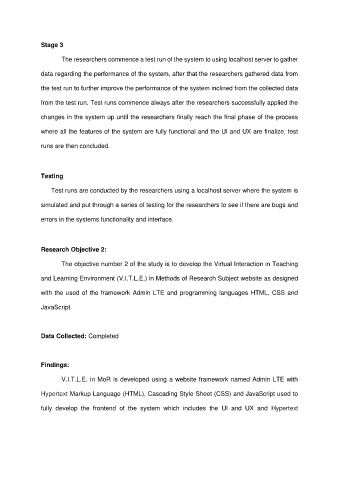 Stage 3
The researchers commence a test run of the system to using localhost server to gather
data regarding the performance of the system, after that the researchers gathered data from
the test run to further improve the performance of the system inclined from the collected data
from the test run. Test runs commence always after the researchers successfully applied the
changes in the system up until the researchers finally reach the final phase of the process
where all the features of the system are fully functional and the UI and UX are finalize, test
runs are then concluded.
Testing
Test runs are conducted by the researchers using a localhost server where the system is
simulated and put through a series of testing for the researchers to see if there are bugs and
errors in the systems functionality and interface.
Research Objective 2:
The objective number 2 of the study is to develop the Virtual Interaction in Teaching
and Learning Environment (V.I.T.L.E.) in Methods of Research Subject website as designed
with the used of the framework Admin LTE and programming languages HTML, CSS and
JavaScript.
Data Collected: Completed
Findings:
V.I.T.L.E. in MoR is developed using a website framework named Admin LTE with
Hypertext Markup Language (HTML), Cascading Style Sheet (CSS) and JavaScript used to
fully develop the frontend of the system which includes the UI and UX and Hypertext